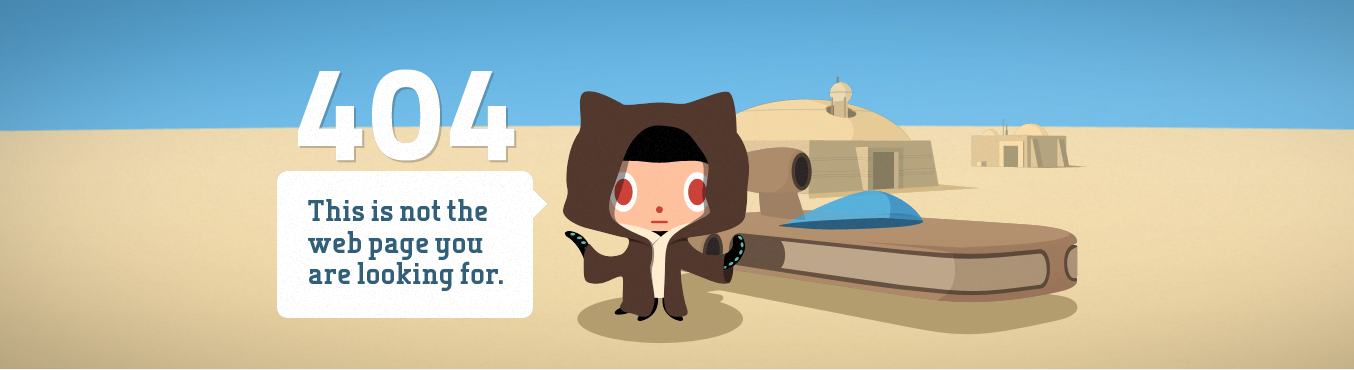 404
This is not the
web page you
are looking for.